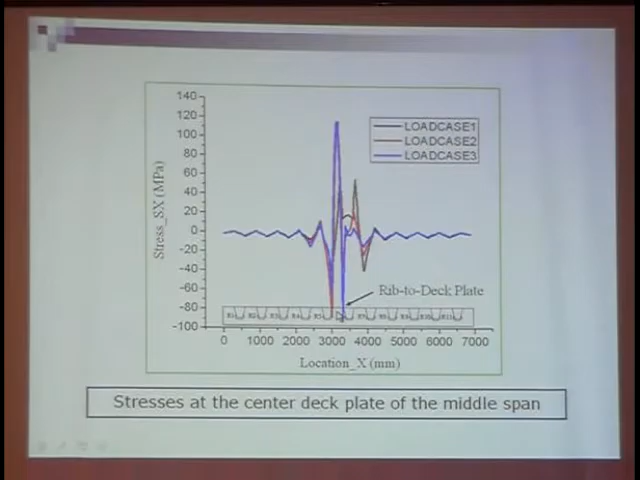 140
120
100
80
60
40
20
0
-20
-40
-60
-80
-100
Stress_SX (MPa)
LOADCASE1
LOADCASE2
LOADCASE3
Rib-to-Deck Plate
0 1000 2000 3000 4000 5000 6000 7000
Location_X (mm)
Stresses at the center deck plate of the middle span